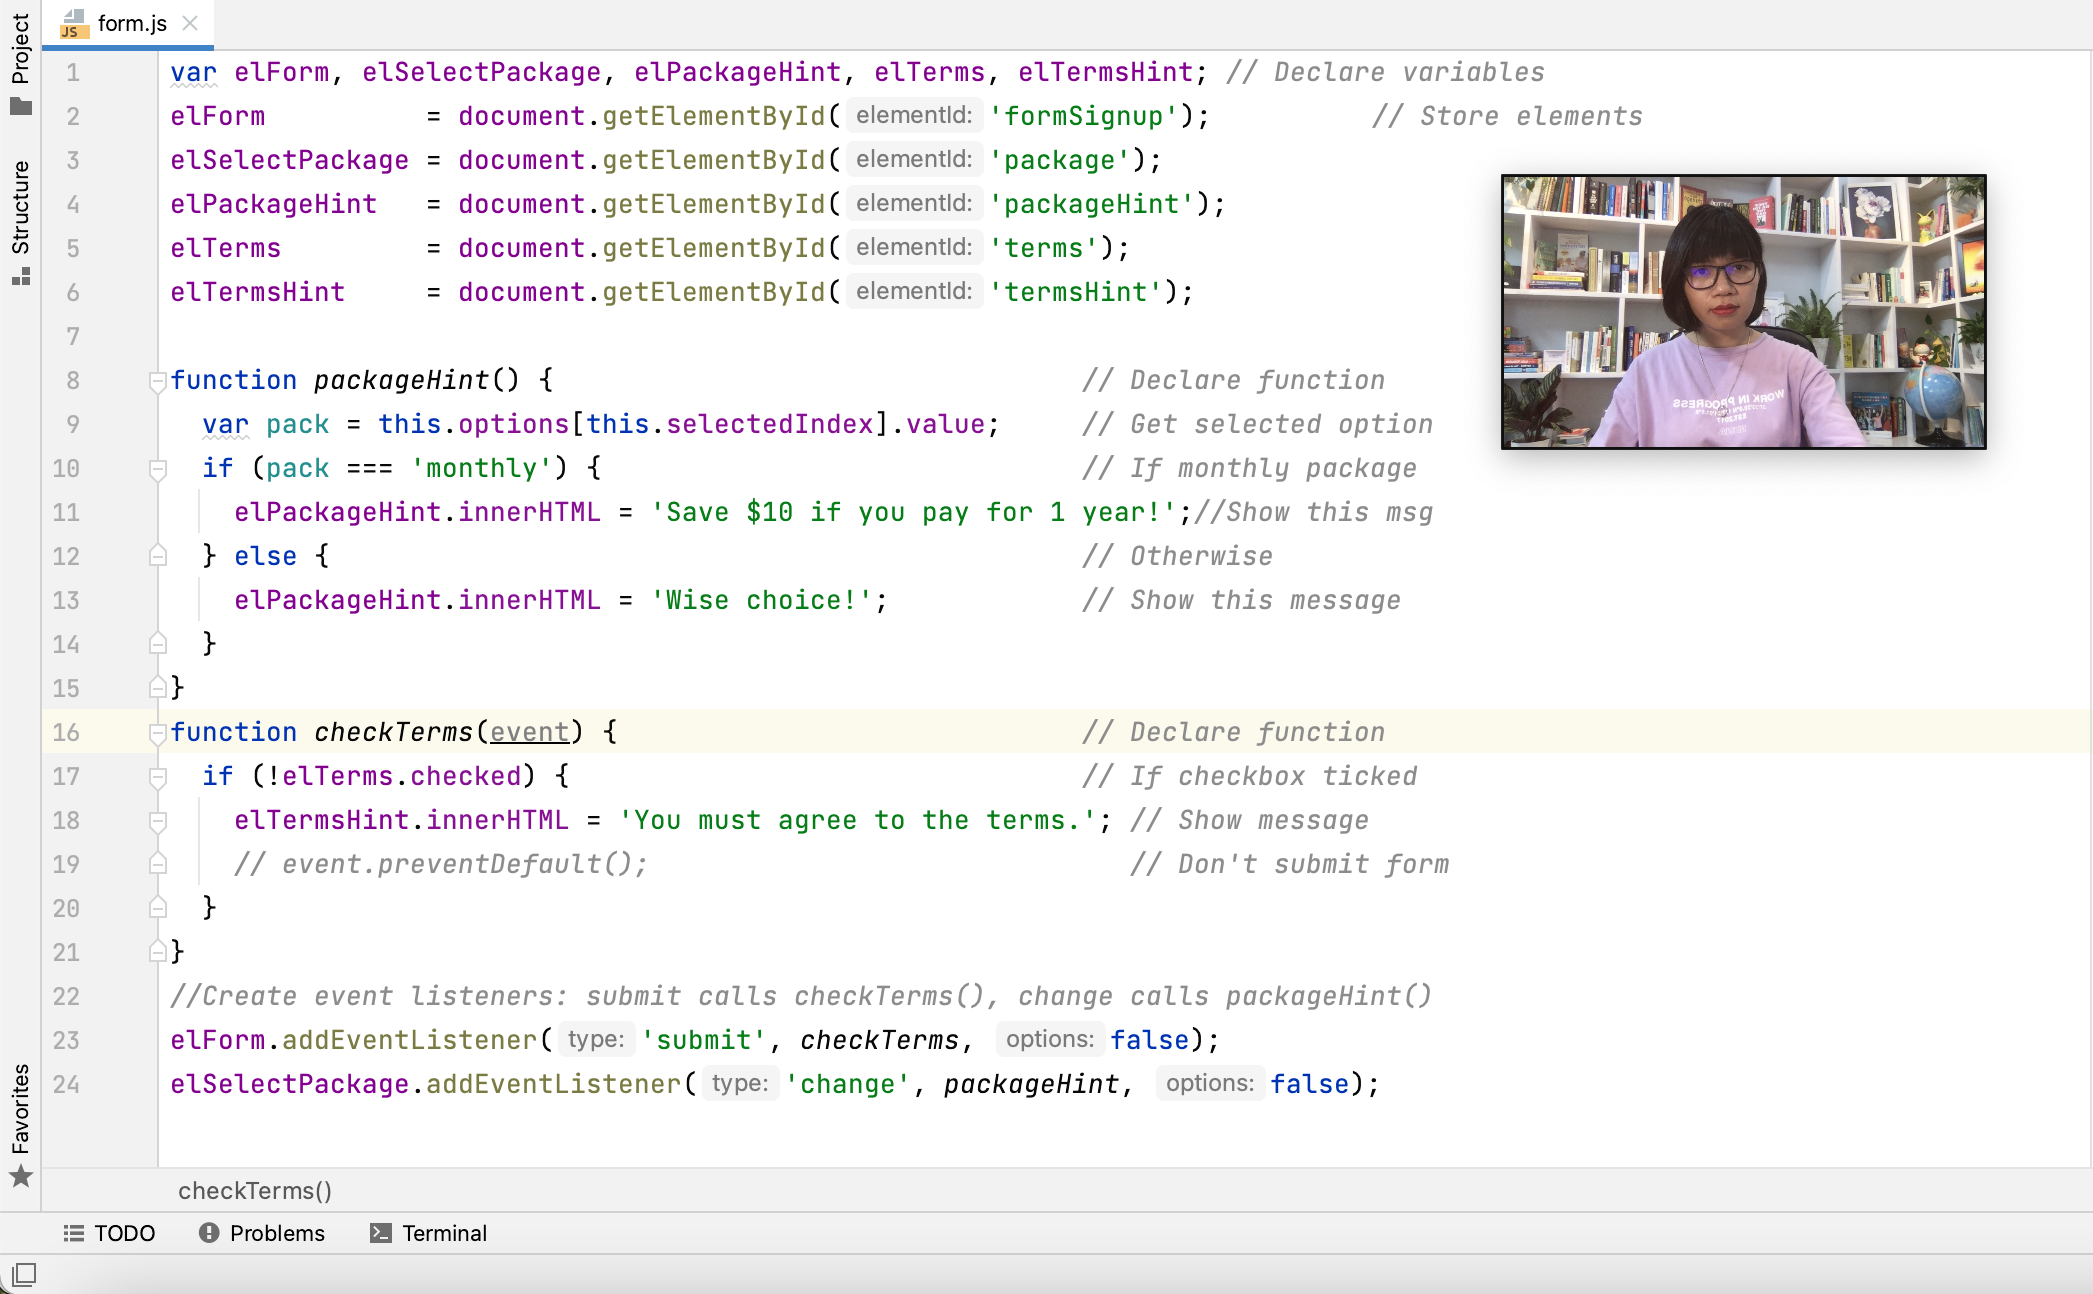 Project
Structure
Favorites
form.js
1 var elForm, elSelectPackage, elPackageHint, elTerms, elTermsHint; // Declare variables
2 elForm = document.getElementById( elementId: 'formSignup'); // Store elements
3 elSelectPackage = document.getElementById( elementId: 'package');
4 elPackageHint = document.getElementById( elementId: 'packageHint');
5 elTerms = document.getElementById( elementId: 'terms');
6 elTermsHint = document.getElementById( elementId: 'termsHint');
7
8 function packageHint() { // Declare function
9 var pack = this.options[this.selectedIndex].value; // Get selected option
10 if (pack === 'monthly') { // If monthly package
11 elPackageHint.innerHTML = 'Save $10 if you pay for 1 year!';//Show this msg
12 } else { // Otherwise
13 elPackageHint.innerHTML = 'Wise choice!'; // Show this message
14 }
15 }
16 function checkTerms(event) { // Declare function
17 if (!elTerms.checked) { // If checkbox ticked
18 elTermsHint.innerHTML = 'You must agree to the terms.'; // Show message
19 // event.preventDefault(); // Don't submit form
20 }
21 }
22 //Create event listeners: submit calls checkTerms(), change calls packageHint()
23 elForm.addEventListener( type: 'submit', checkTerms, options: false);
24 elSelectPackage.addEventListener( type: 'change', packageHint, options: false);
WORK IN PROGRESS
checkTerms()
TODO Problems Terminal